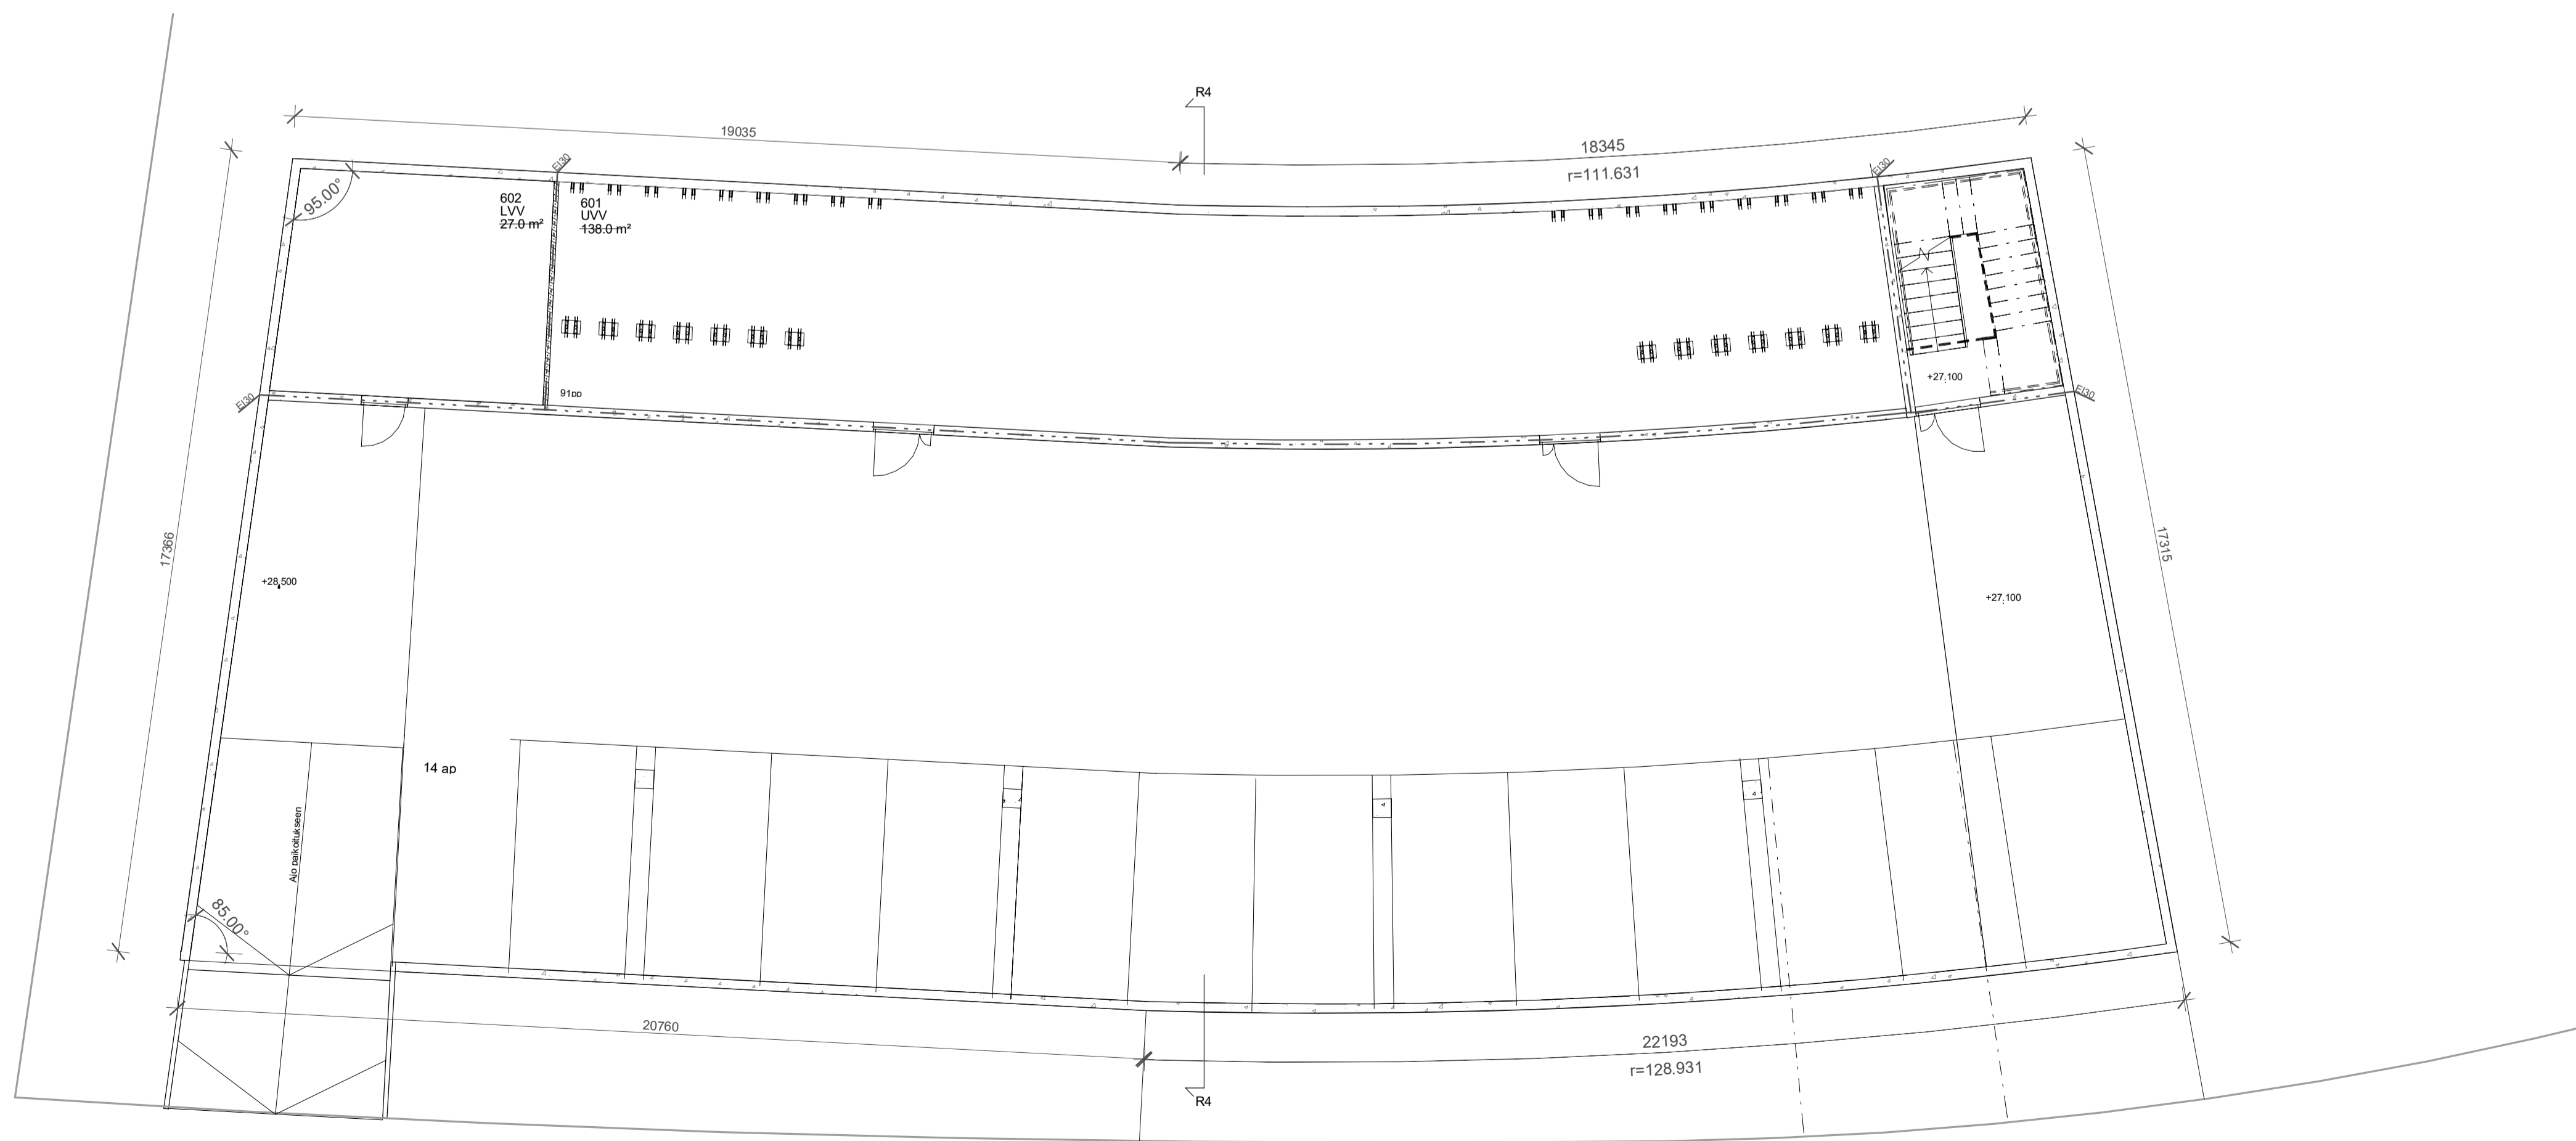 R4
19035
18345
r=111.631
EI30
EI30
95.00°
602
LVV
27.0 m²
601
UVV
138.0 m²
91pp
+27.100
EI30
EI30
17366
17315
+28.500
+27.100
14 ap
Ajo paikoitukseen
85.00°
20760
22193
r=128.931
R4